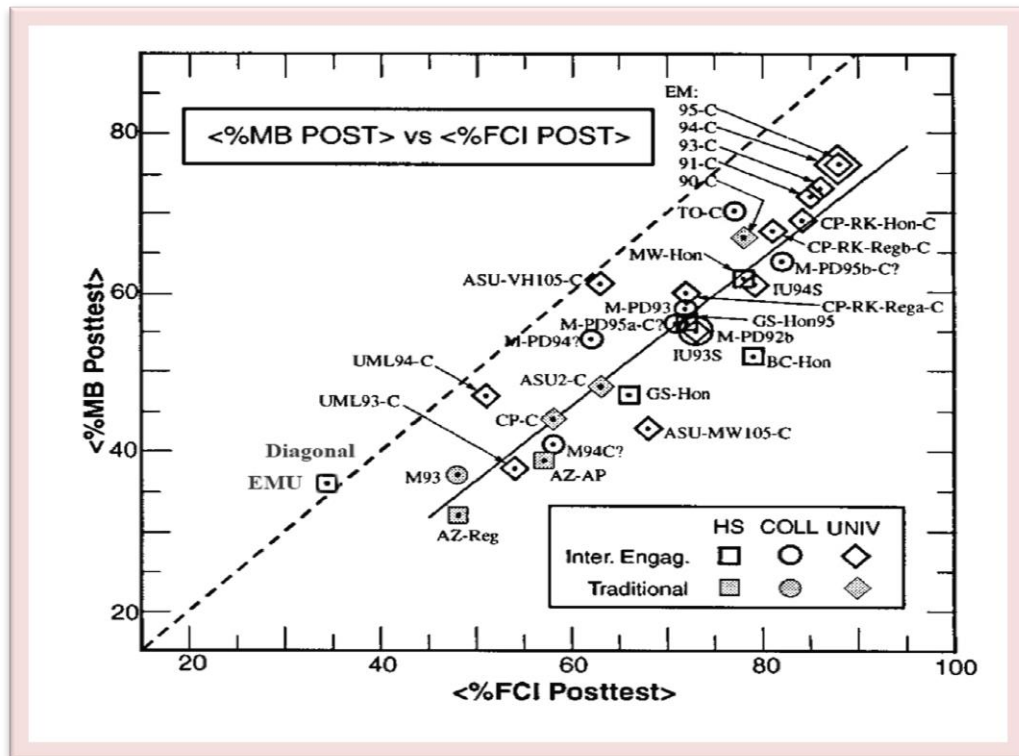 <%MB POST> vs <%FCI POST>
EM:
95-C
94-C
93-C
91-C
90-C
TO-C
CP-RK-Hon-C
CP-RK-Regb-C
MW-Hon
M-PD95b-C?
ASU-VH105-C
IU94S
M-PD93
CP-RK-Rega-C
M-PD95a-C?
GS-Hon95
M-PD94?
M-PD92b
IU93S
BC-Hon
UML94-C
ASU2-C
GS-Hon
UML93-C
CP-C
ASU-MW105-C
M94C?
Diagonal
EMU
M93
AZ-AP
AZ-Reg
HS COLL UNIV
Inter. Engag.
Traditional
80
60
40
20
<%MB Posttest>
20 40 60 80 100
<%FCI Posttest>